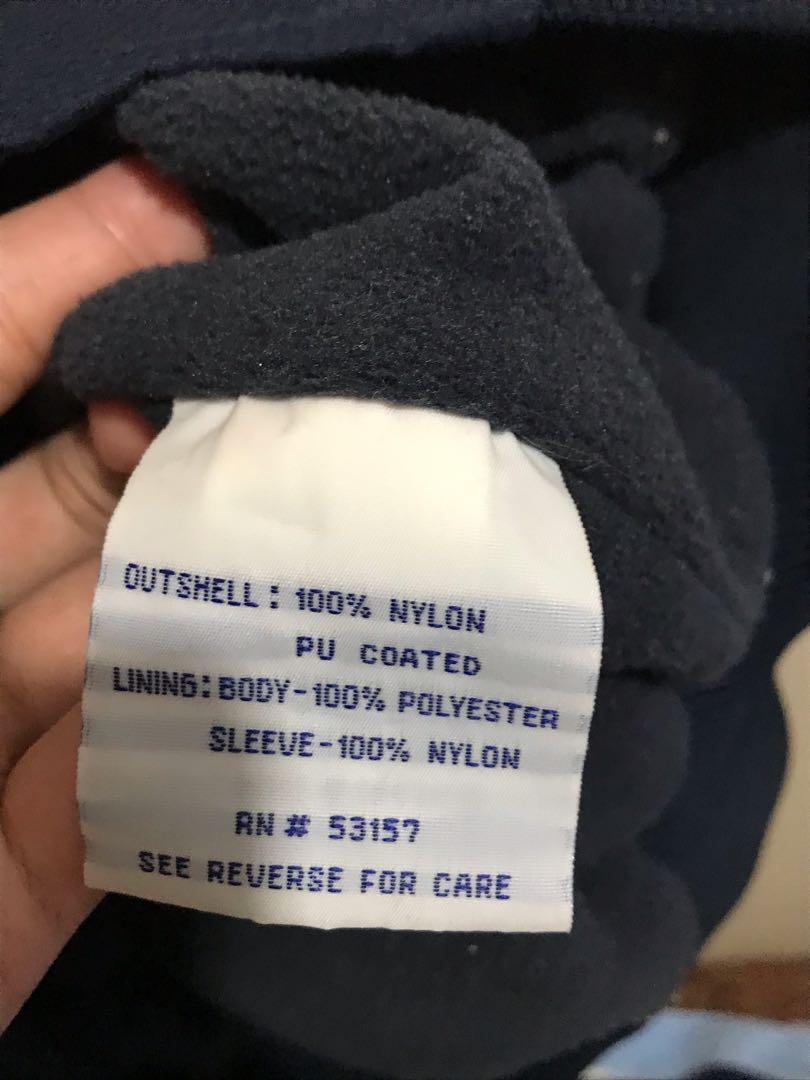 OUTSHELL: 100% NYLON
PU COATED
LINING: BODY-100% POLYESTER
SLEEVE-100% NYLON
RN # 53157
SEE REVERSE FOR CARE